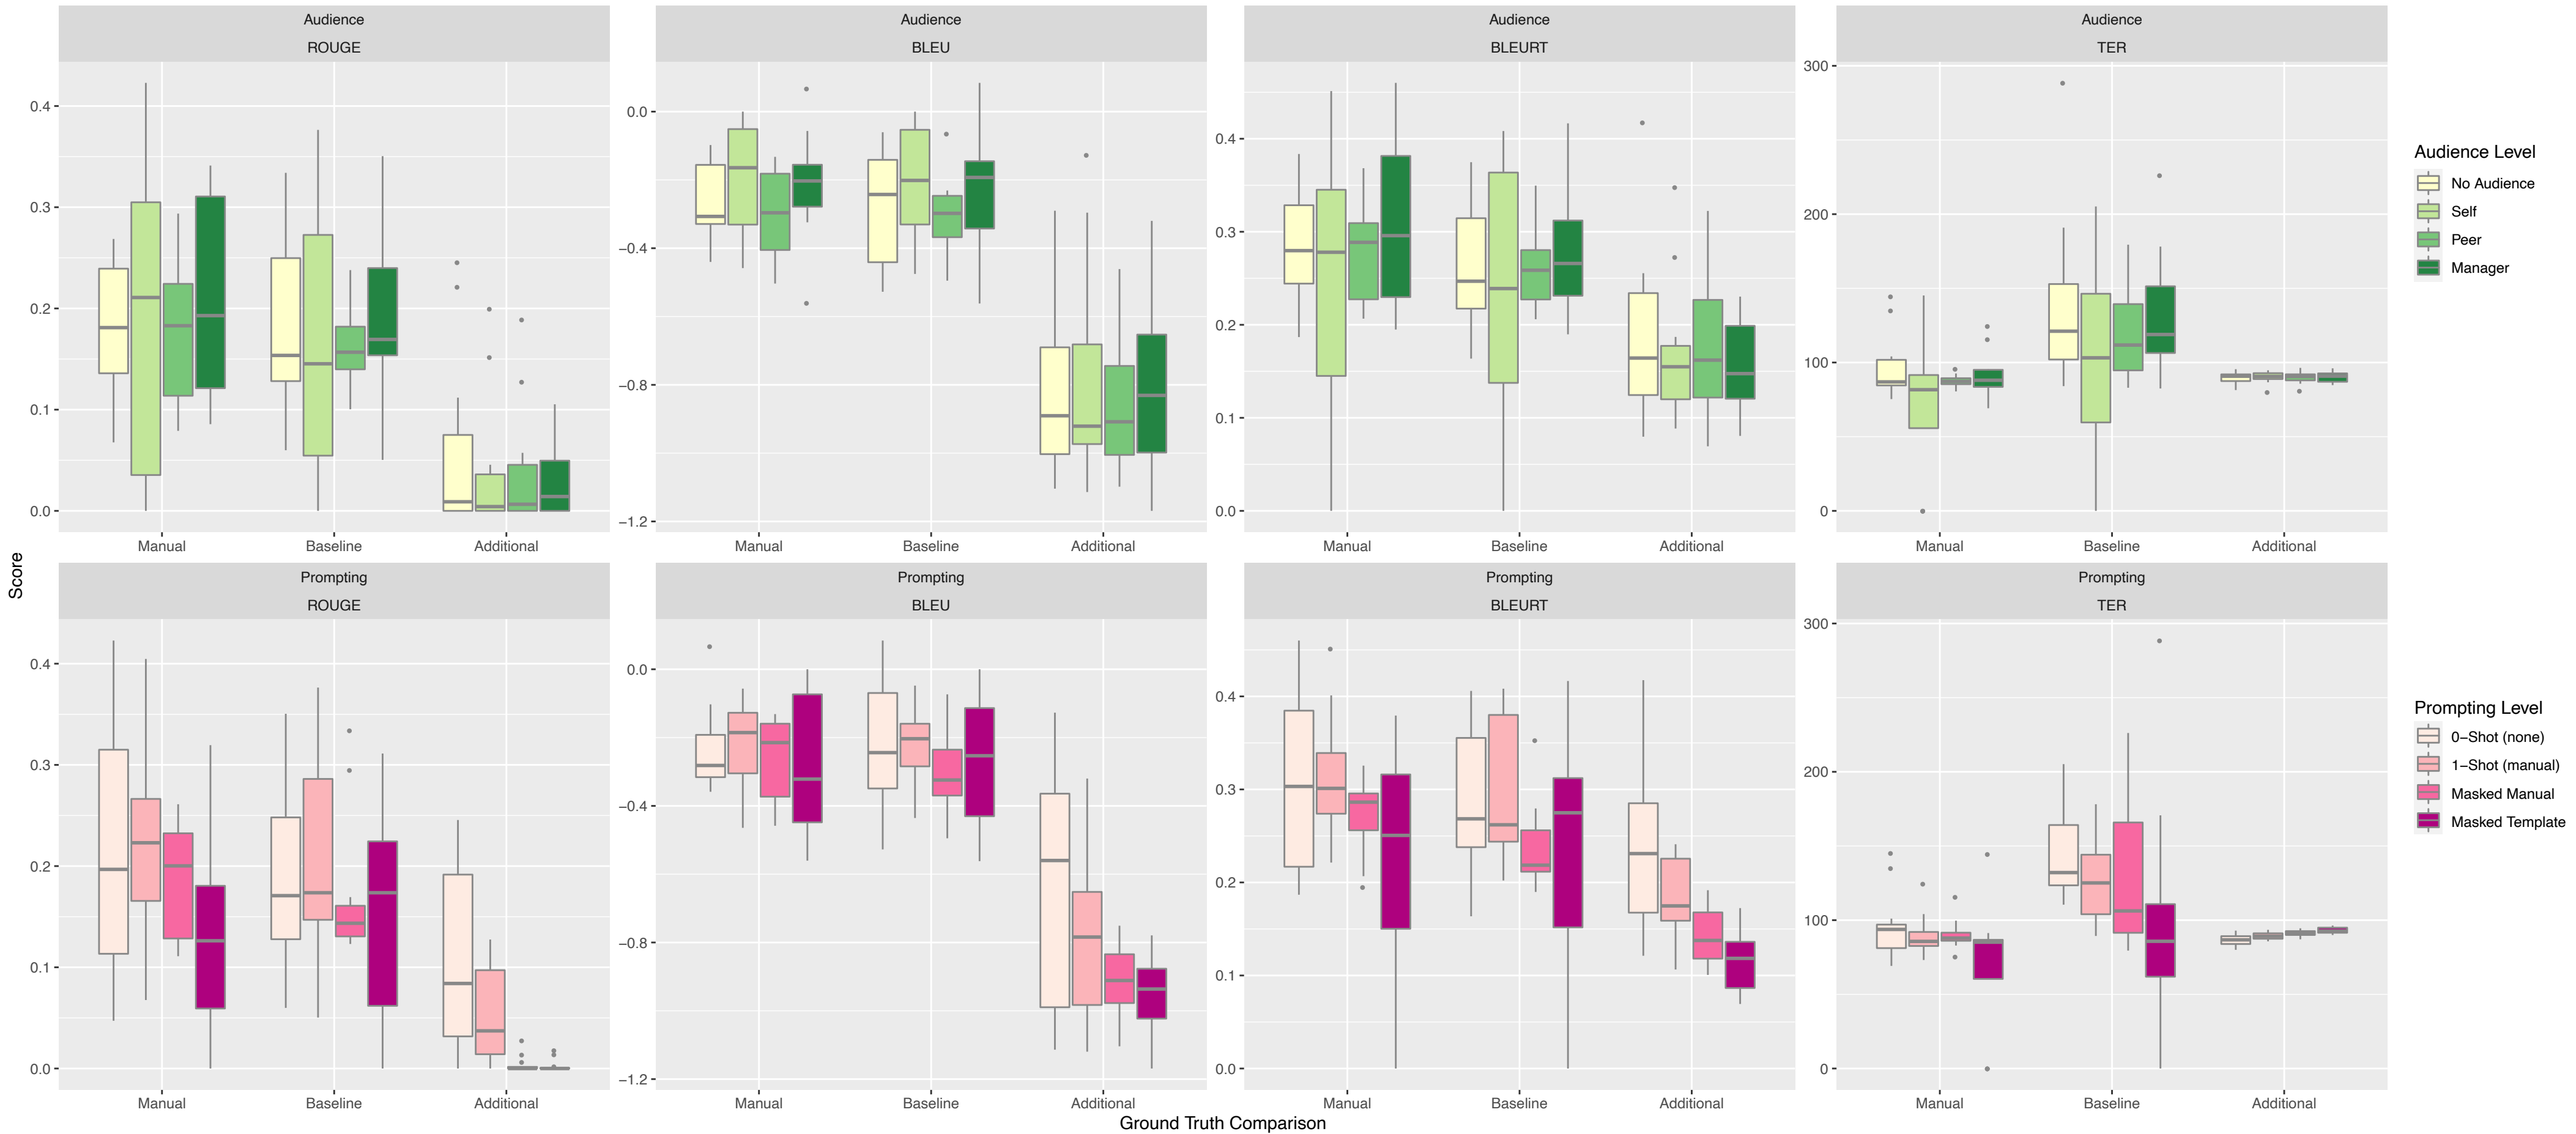 Audience
ROUGE
Audience
BLEU
Audience
BLEURT
Audience
TER
0.4
0.3
0.2
0.1
0.0
Manual
Baseline
Additional
0.0
−0.4
−0.8
−1.2
Manual
Baseline
Additional
0.4
0.3
0.2
0.1
0.0
Manual
Baseline
Additional
300
200
100
0
Manual
Baseline
Additional
Audience Level
No Audience
Self
Peer
Manager
Score
Prompting
ROUGE
Prompting
BLEU
Prompting
BLEURT
Prompting
TER
0.4
0.3
0.2
0.1
0.0
Manual
Baseline
Additional
0.0
−0.4
−0.8
−1.2
Manual
Baseline
Additional
0.4
0.3
0.2
0.1
0.0
Manual
Baseline
Additional
300
200
100
0
Manual
Baseline
Additional
Prompting Level
0−Shot (none)
1−Shot (manual)
Masked Manual
Masked Template
Ground Truth Comparison